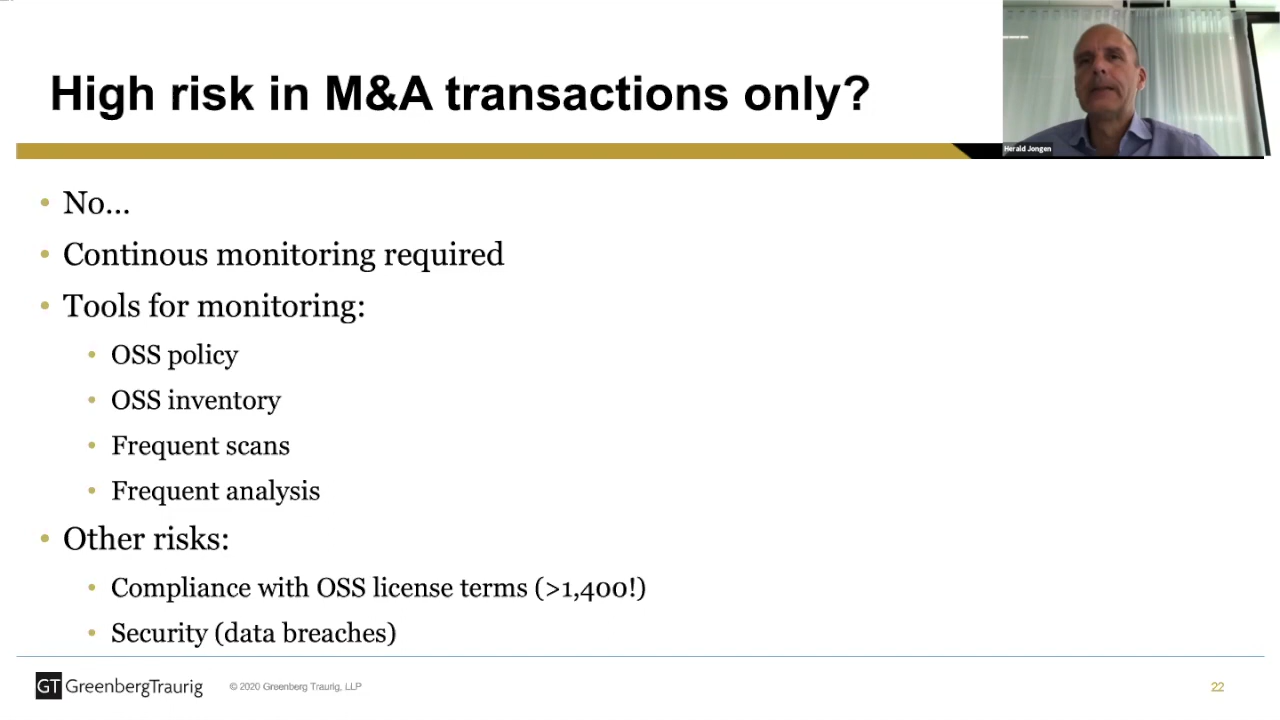 High risk in M&A transactions only?
Herald Jongen
• No...
• Continous monitoring required
• Tools for monitoring:
• OSS policy
• OSS inventory
• Frequent scans
• Frequent analysis
• Other risks:
• Compliance with OSS license terms (>1,400!)
• Security (data breaches)
GT GreenbergTraurig
© 2020 Greenberg Traurig, LLP
22